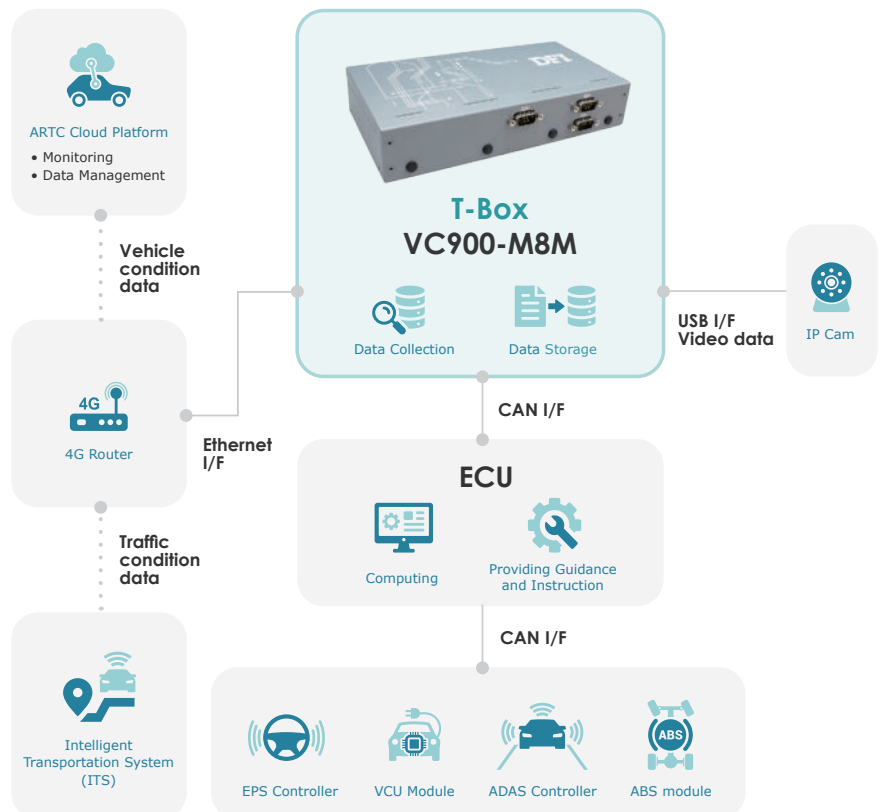 ARTC Cloud Platform
• Monitoring
• Data Management
Vehicle
condition
data
4G
4G Router
Ethernet
I/F
Traffic
condition
data
Intelligent
Transportation System
(ITS)
DFI
T-Box
VC900-M8M
Data Collection
Data Storage
USB I/F
Video data
IP Cam
CAN I/F
ECU
Computing
Providing Guidance
and Instruction
CAN I/F
EPS Controller
VCU Module
ADAS Controller
ABS
ABS module